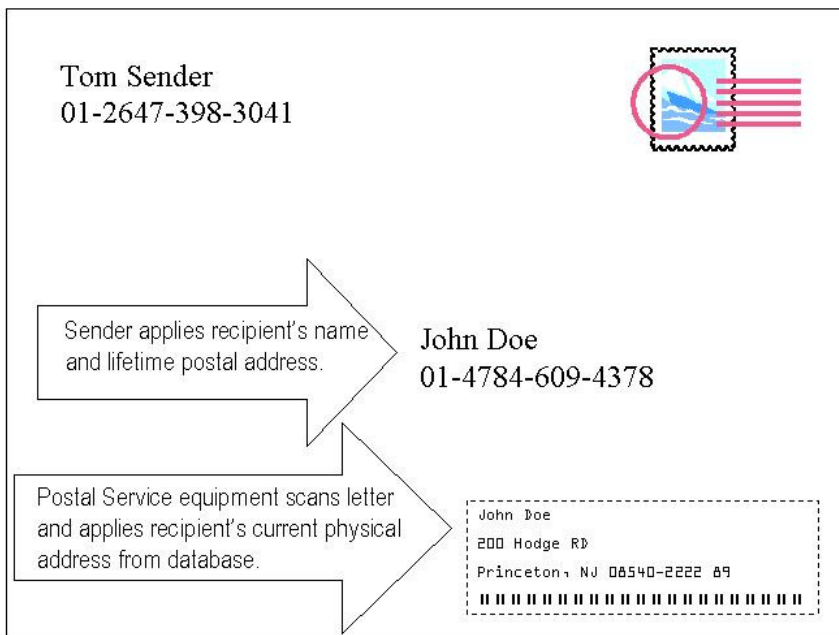 Tom Sender
01-2647-398-3041
Sender applies recipient's name
and lifetime postal address.
John Doe
01-4784-609-4378
Postal Service equipment scans letter
and applies recipient's current physical
address from database.
John Doe
200 Hodge RD
Princeton, NJ 08540-2222 89